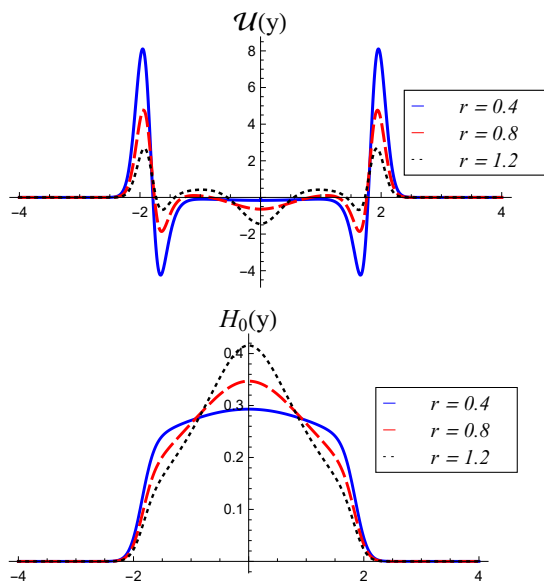 𝒰(y)
8
6
4
2
-2
-4
-4 -2 2 4
r = 0.4
r = 0.8
r = 1.2
H₀(y)
0.4
0.3
0.2
0.1
-4 -2 2 4
r = 0.4
r = 0.8
r = 1.2